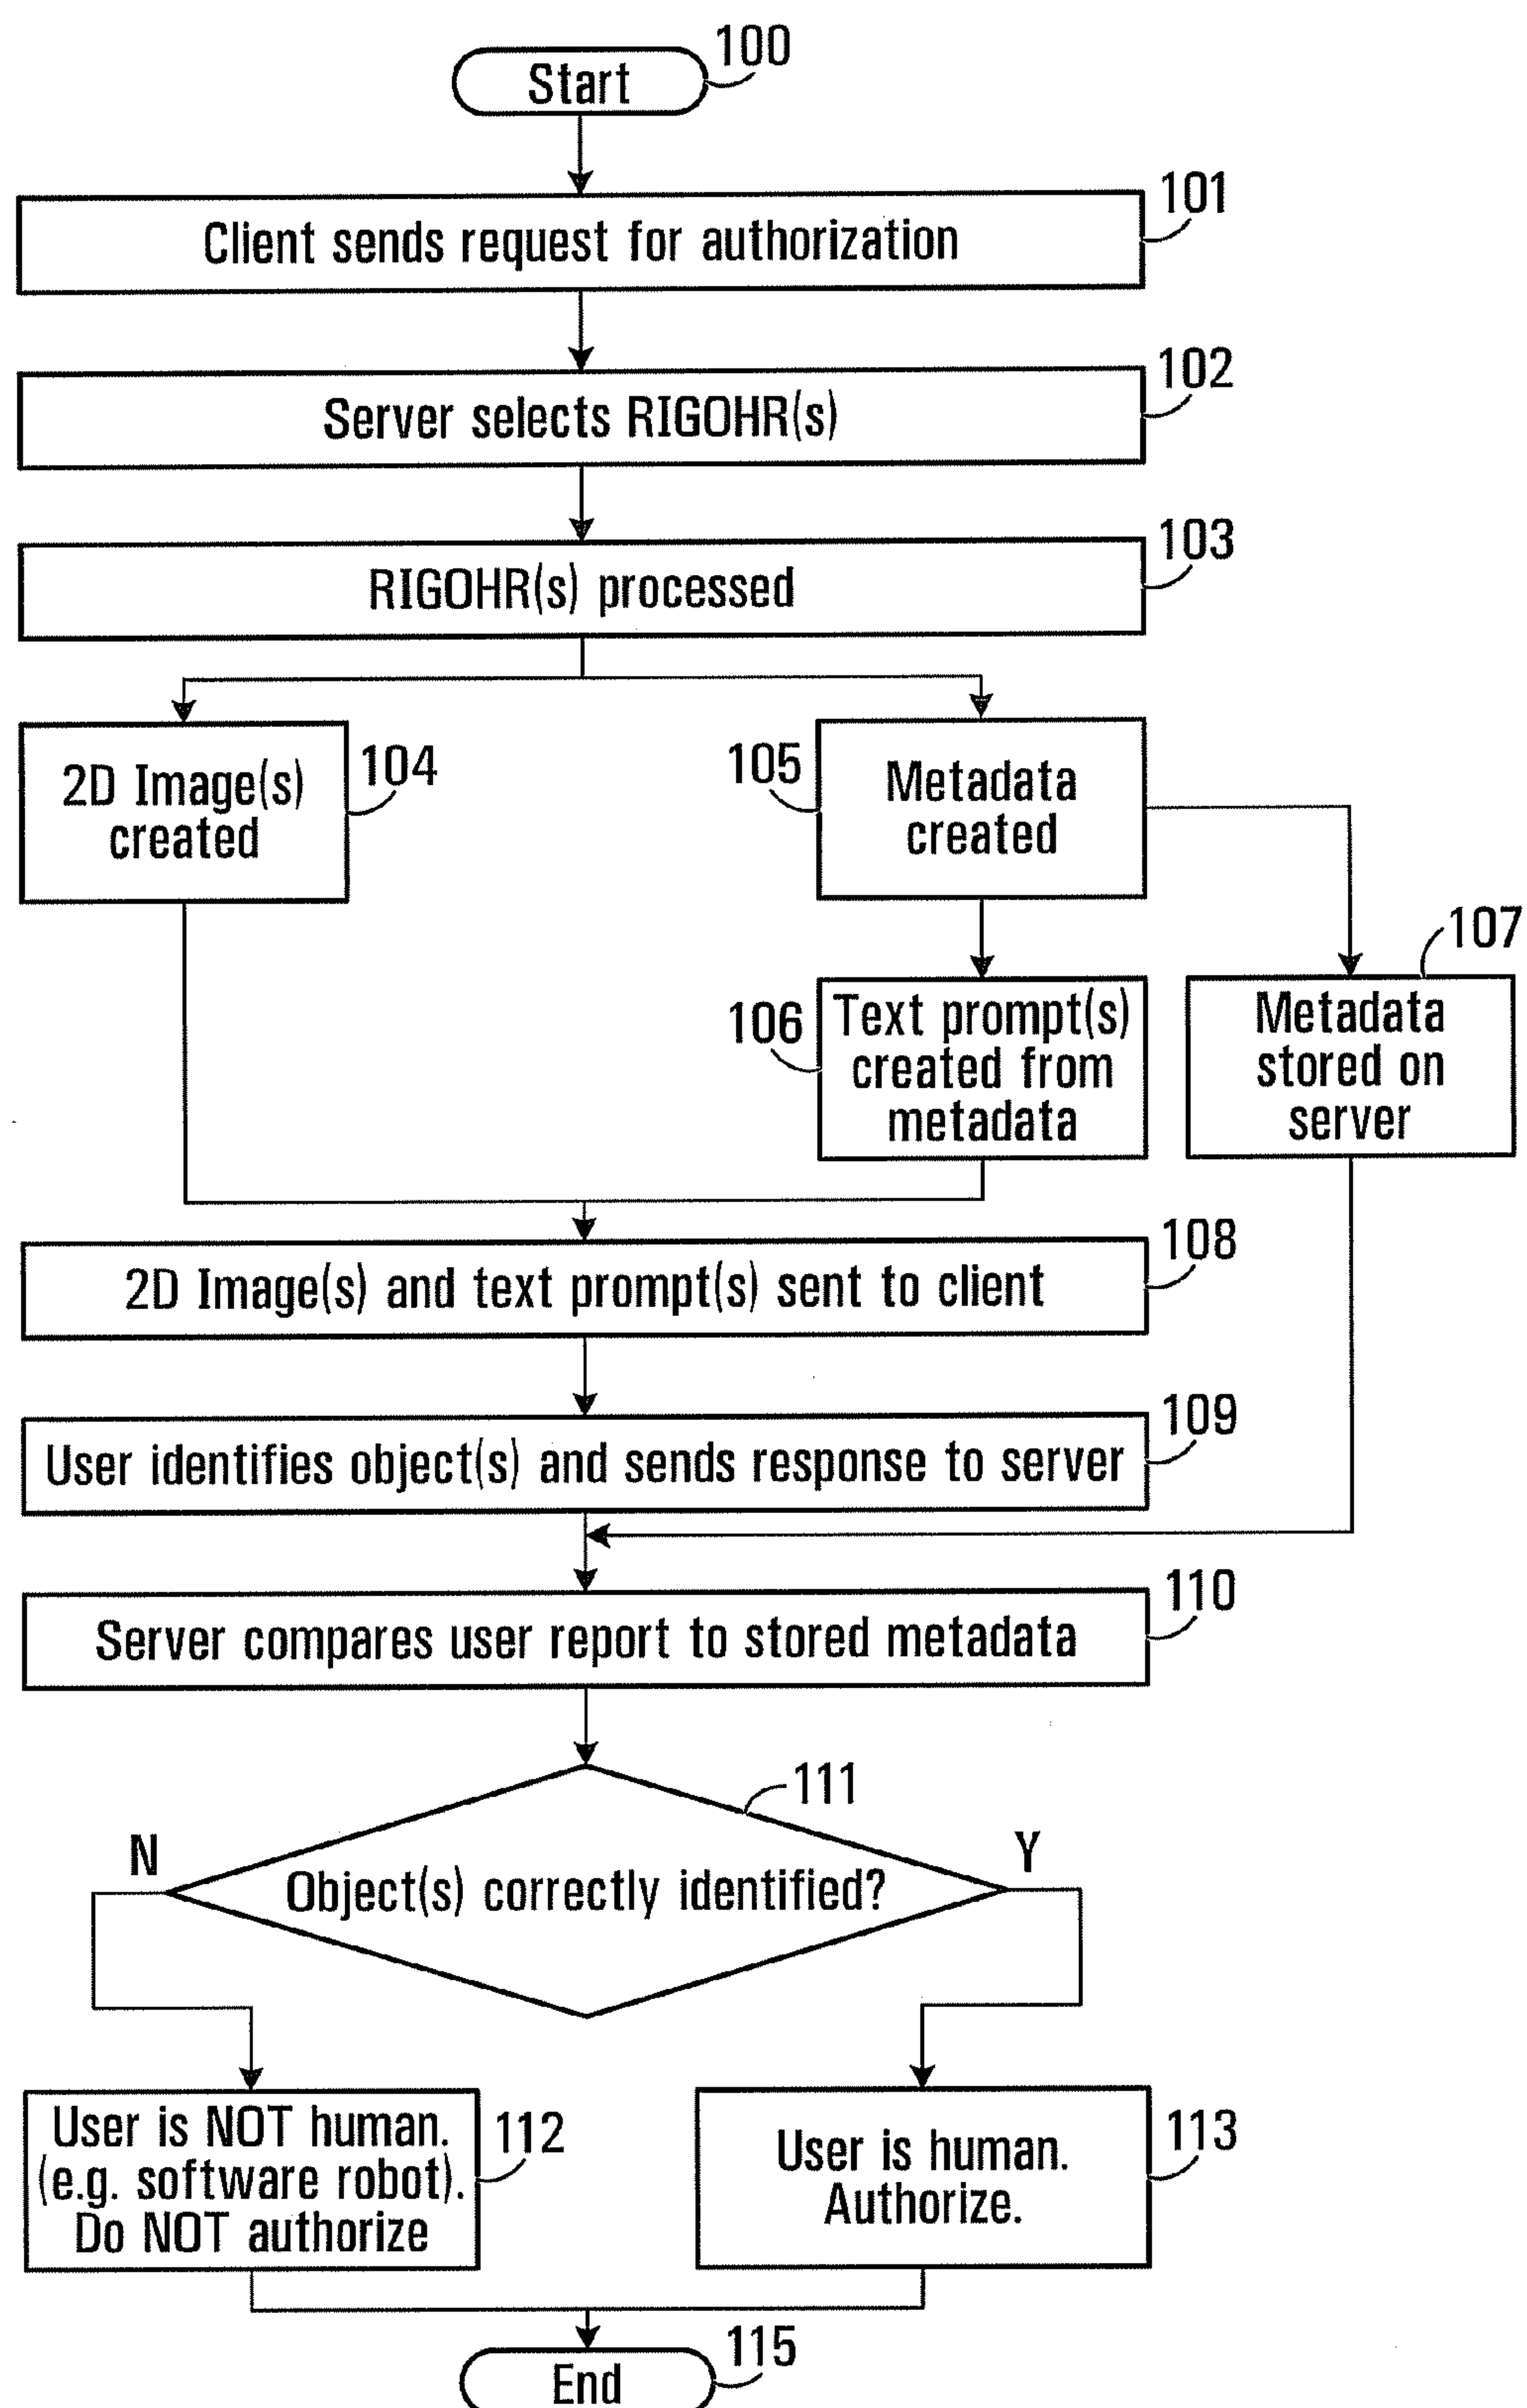 100
Start
101
Client sends request for authorization
102
Server selects RIGOHR(s)
103
RIGOHR(s) processed
104
2D Image(s)
created
105
Metadata
created
106
Text prompt(s)
created from
metadata
107
Metadata
stored on
server
108
2D Image(s) and text prompt(s) sent to client
109
User identifies object(s) and sends response to server
110
Server compares user report to stored metadata
111
N
Y
Object(s) correctly identified?
User is NOT human.
(e.g. software robot).
Do NOT authorize
112
User is human.
Authorize.
113
115
End